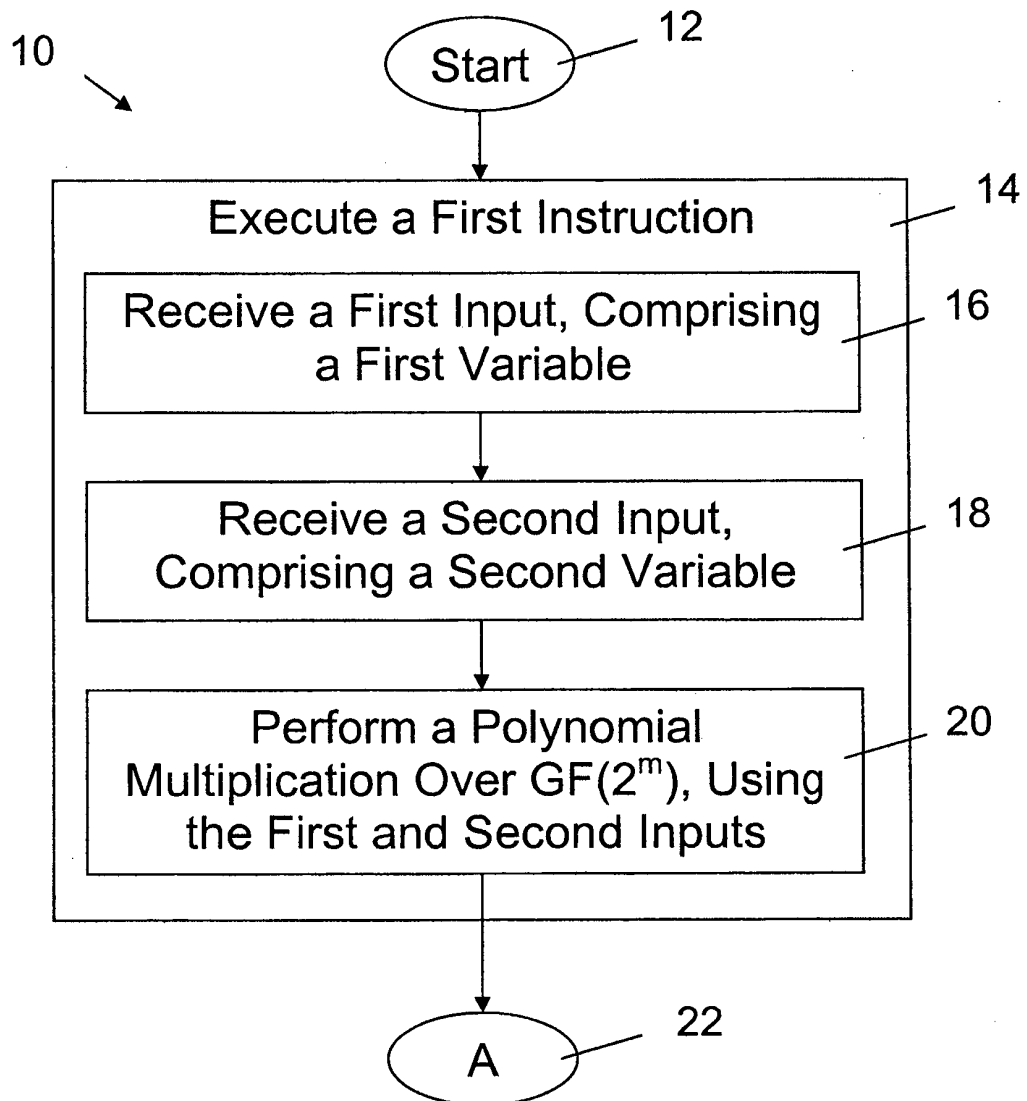 10
Start
12
Execute a First Instruction
14
Receive a First Input, Comprising
a First Variable
16
Receive a Second Input,
Comprising a Second Variable
18
Perform a Polynomial
Multiplication Over GF(2^m), Using
the First and Second Inputs
20
A
22